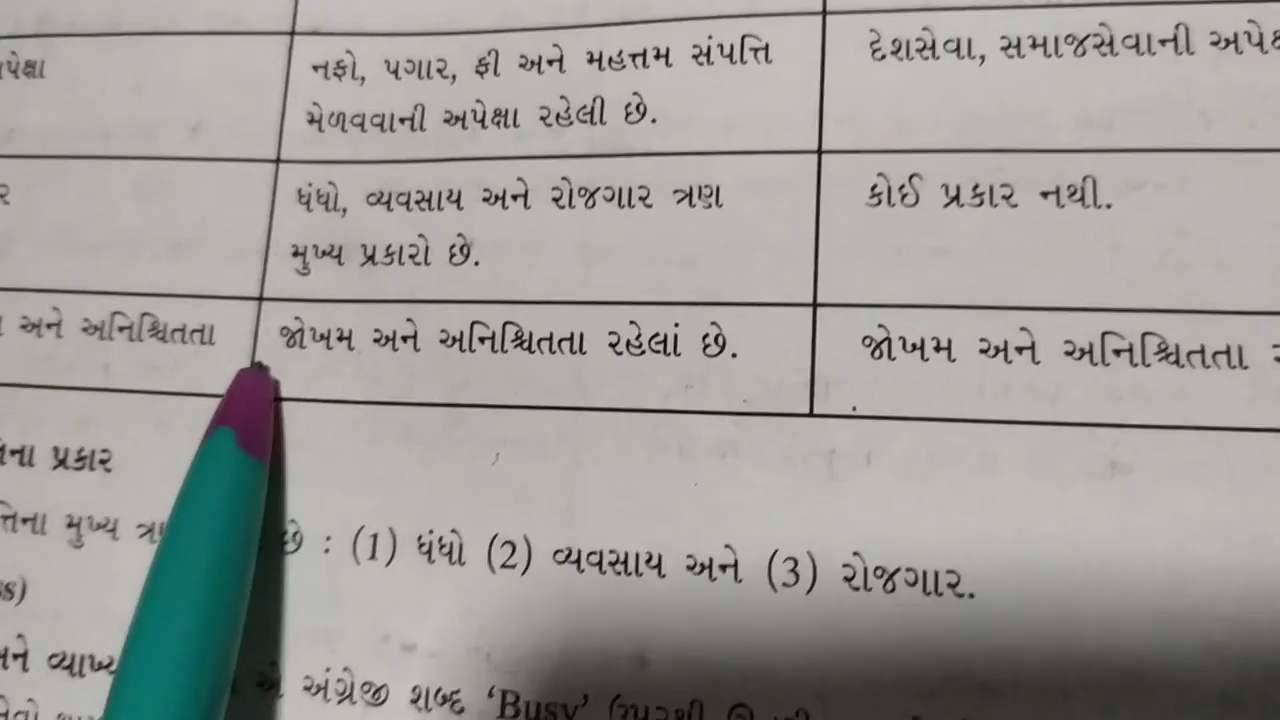 નફો, પગાર, ફી અને મહત્તમ સંપત્તિ
મેળવવાની અપેક્ષા રહેલી છે.
દેશસેવા, સમાજસેવાની
ધંધો, વ્યવસાય અને રોજગાર ત્રણ
મુખ્ય પ્રકારો છે.
કોઈ પ્રકાર નથી.
અને અનિશ્ચિતતા
જોખમ અને અનિશ્ચિતતા રહેલાં છે.
જોખમ અને અનિશ્ચિતતા
પ્રકાર
મુખ્ય છે : (1) ધંધો (2) વ્યવસાય અને (3) રોજગાર.
એ અંગ્રેજી શબ્દ ‘Busy’